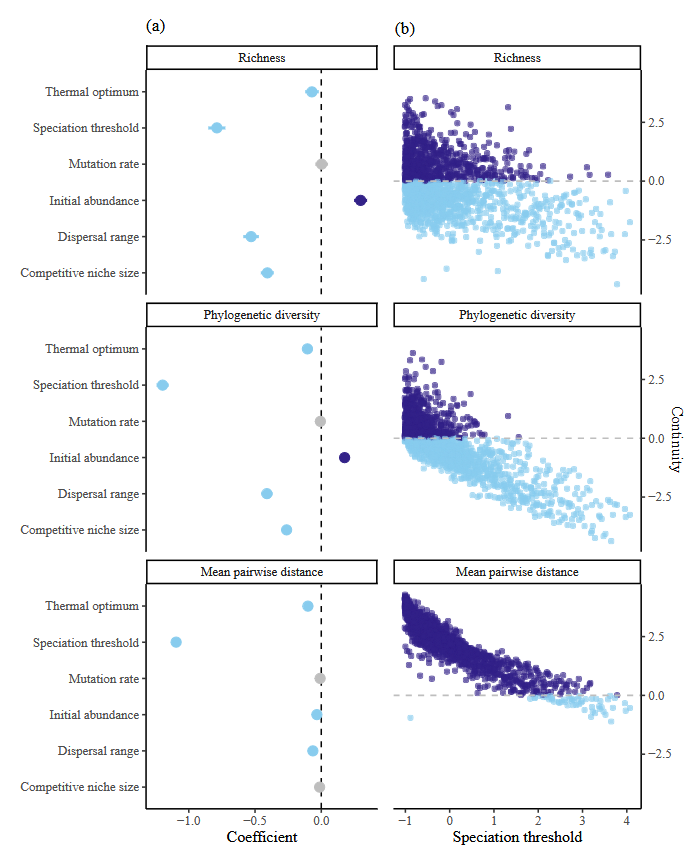 (a)
(b)
Richness
Richness
Thermal optimum
Speciation threshold
Mutation rate
Initial abundance
Dispersal range
Competitive niche size
2.5
0.0
−2.5
Phylogenetic diversity
Phylogenetic diversity
Thermal optimum
Speciation threshold
Mutation rate
Initial abundance
Dispersal range
Competitive niche size
2.5
0.0
−2.5
Continuity
Mean pairwise distance
Mean pairwise distance
Thermal optimum
Speciation threshold
Mutation rate
Initial abundance
Dispersal range
Competitive niche size
2.5
0.0
−2.5
−1.0 −0.5 0.0
−1 0 1 2 3 4
Coefficient
Speciation threshold